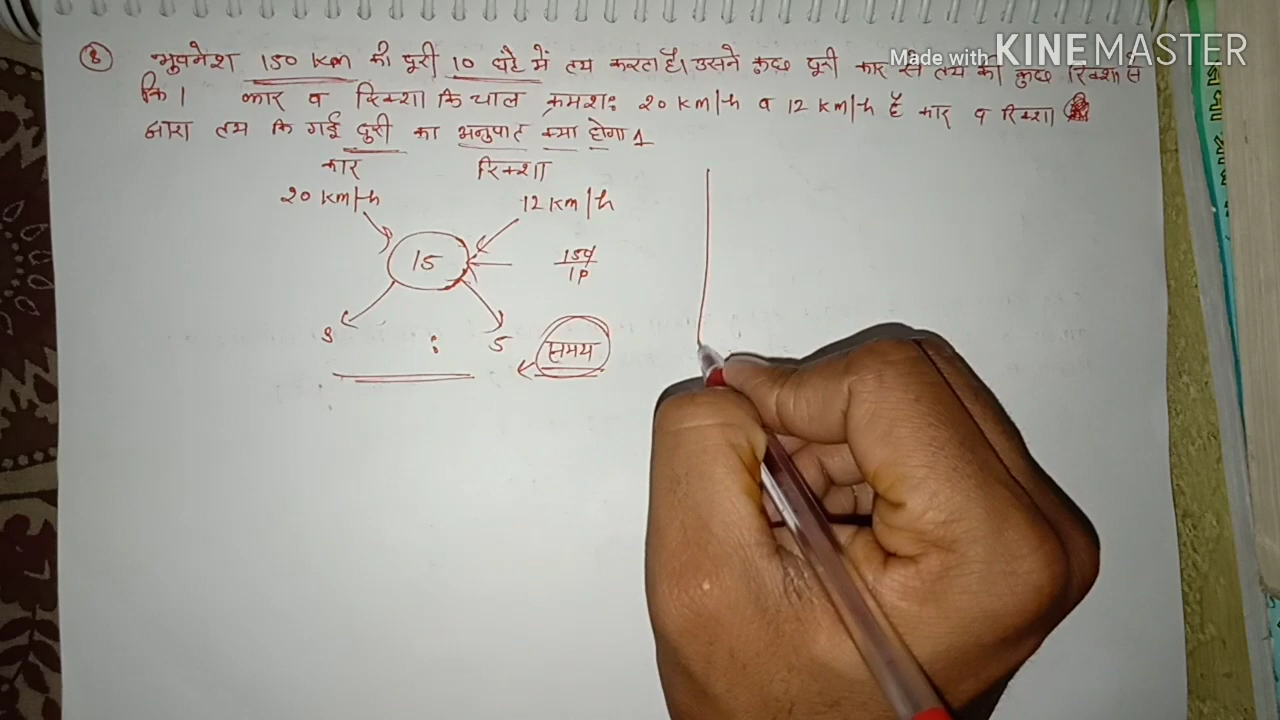 Made with KINEMASTER
⑧ भुवनेश 150 km की दूरी 10 घंटे में तय करता है। उसने कुछ दूरी कार से तय की कुछ रिक्शा से
कि। कार व रिक्शा कि चाल क्रमश: 20 km/h व 12 km/h है कार व रिक्शा
द्वारा तय कि गई दुरी का अनुपात क्या होगा
कार रिक्शा
20 km/h 12 km/h
15 150/10
3 : 5 समय